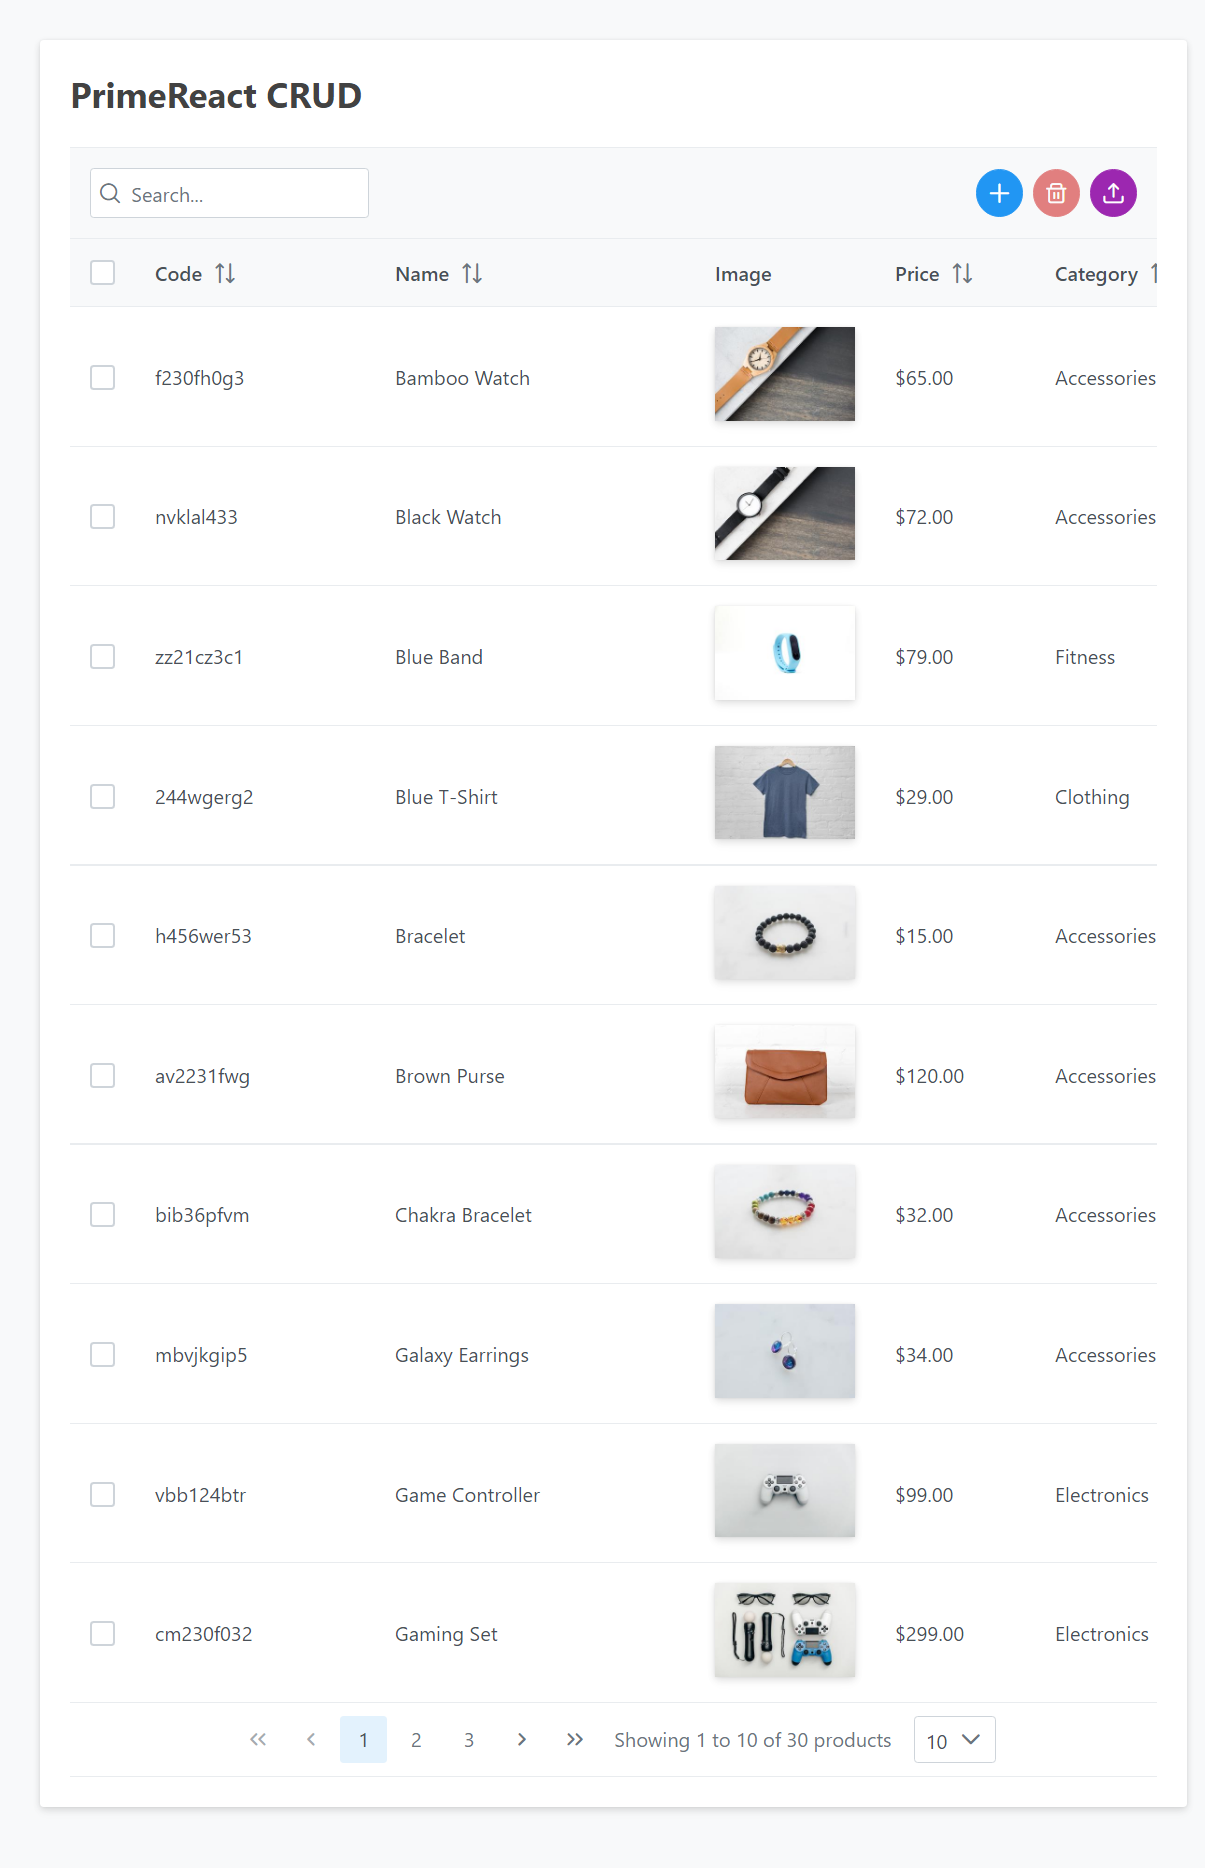 PrimeReact CRUD
Search...
Code Name Image Price Category
f230fh0g3 Bamboo Watch $65.00 Accessories
nvklal433 Black Watch $72.00 Accessories
zz21cz3c1 Blue Band $79.00 Fitness
244wgerg2 Blue T-Shirt $29.00 Clothing
h456wer53 Bracelet $15.00 Accessories
av2231fwg Brown Purse $120.00 Accessories
bib36pfvm Chakra Bracelet $32.00 Accessories
mbvjkgip5 Galaxy Earrings $34.00 Accessories
vbb124btr Game Controller $99.00 Electronics
cm230f032 Gaming Set $299.00 Electronics
1 2 3 Showing 1 to 10 of 30 products 10